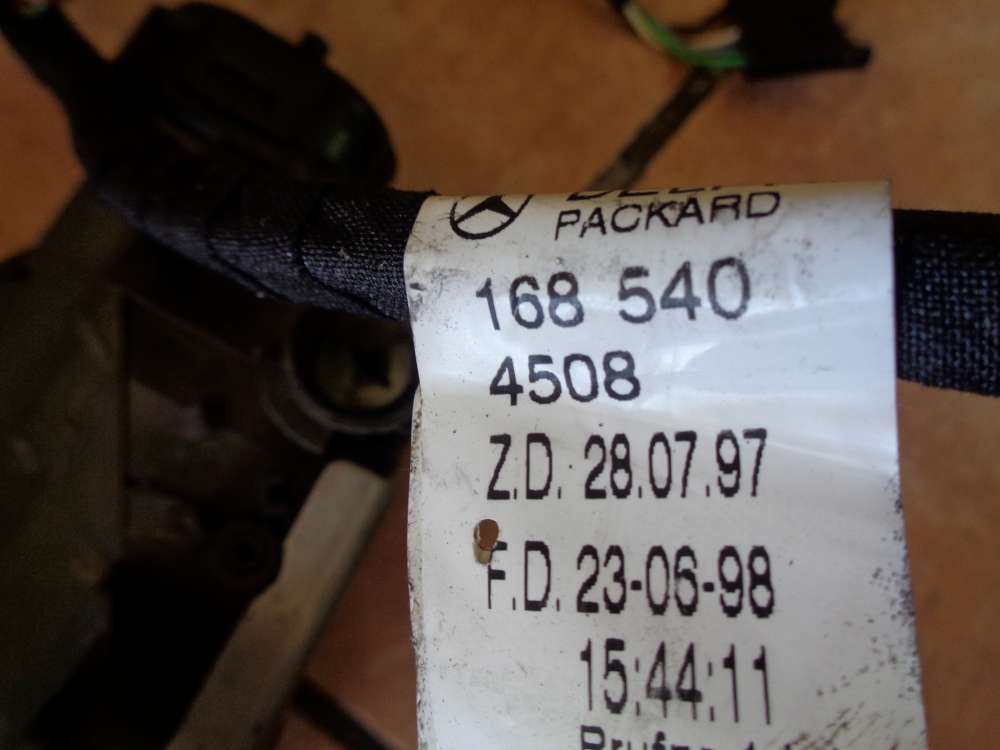 PACKARD
168 540
4508
Z.D. 28.07.97
F.D. 23-06-98
15:44:11